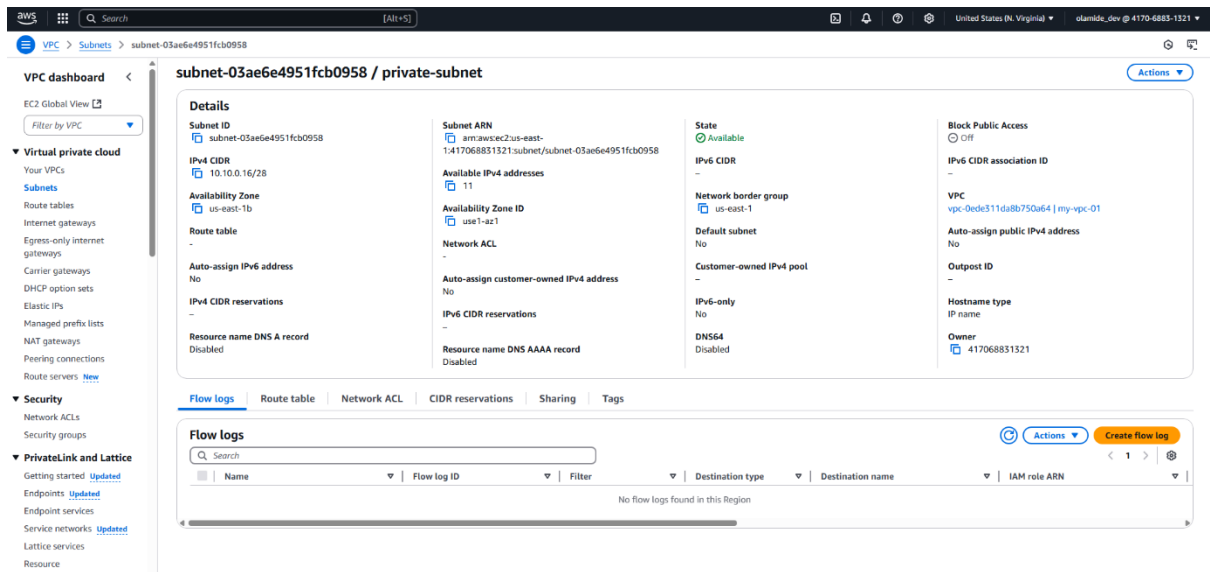 aws
Search
[Alt+S]
United States (N. Virginia)
olamide_dev @ 4170-6883-1321
VPC > Subnets > subnet-03ae6e4951fcb0958
VPC dashboard
EC2 Global View
Filter by VPC
Virtual private cloud
Your VPCs
Subnets
Route tables
Internet gateways
Egress-only internet
gateways
Carrier gateways
DHCP option sets
Elastic IPs
Managed prefix lists
NAT gateways
Peering connections
Route servers New
Security
Network ACLs
Security groups
PrivateLink and Lattice
Getting started Updated
Endpoints Updated
Endpoint services
Service networks Updated
Lattice services
Resource
subnet-03ae6e4951fcb0958 / private-subnet
Actions
Details
Subnet ID
subnet-03ae6e4951fcb0958
IPv4 CIDR
10.10.0.16/28
Availability Zone
us-east-1b
Route table
-
Auto-assign IPv6 address
No
IPv4 CIDR reservations
–
Resource name DNS A record
Disabled
Subnet ARN
arn:aws:ec2:us-east-
1:417068831321:subnet/subnet-03ae6e4951fcb0958
Available IPv4 addresses
11
Availability Zone ID
use1-az1
Network ACL
-
Auto-assign customer-owned IPv4 address
No
IPv6 CIDR reservations
–
Resource name DNS AAAA record
Disabled
State
Available
IPv6 CIDR
–
Network border group
us-east-1
Default subnet
No
Customer-owned IPv4 pool
–
IPv6-only
No
DNS64
Disabled
Block Public Access
Off
IPv6 CIDR association ID
–
VPC
vpc-0ede311da8b750a64 | my-vpc-01
Auto-assign public IPv4 address
No
Outpost ID
–
Hostname type
IP name
Owner
417068831321
Flow logs Route table Network ACL CIDR reservations Sharing Tags
Flow logs
Actions
Create flow log
Search
1
Name Flow log ID Filter Destination type Destination name IAM role ARN
No flow logs found in this Region